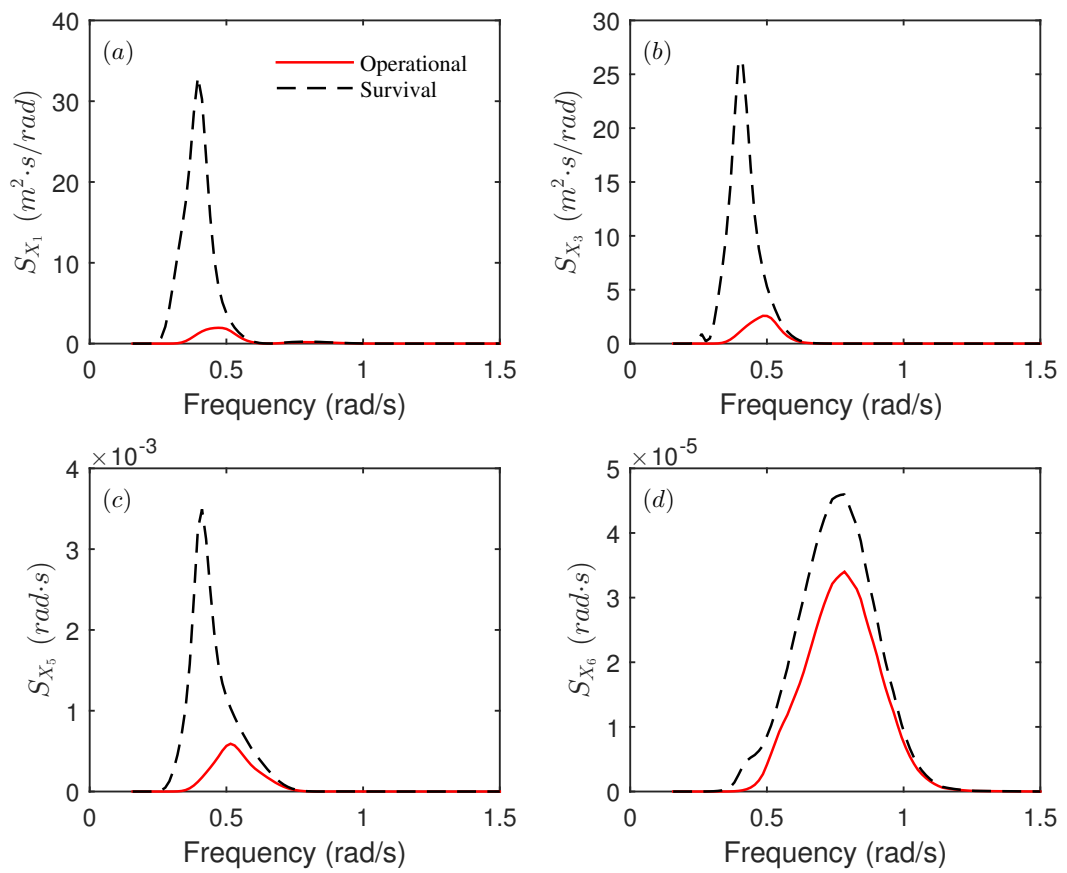 (a)
Operational
Survival
40
30
20
10
0
0
0.5
1
1.5
S_{X_1} (m^2·s/rad)
Frequency (rad/s)
(b)
30
25
20
15
10
5
0
0
0.5
1
1.5
S_{X_3} (m^2·s/rad)
Frequency (rad/s)
×10^{-3}
(c)
4
3
2
1
0
0
0.5
1
1.5
S_{X_5} (rad·s)
Frequency (rad/s)
×10^{-5}
(d)
5
4
3
2
1
0
0
0.5
1
1.5
S_{X_6} (rad·s)
Frequency (rad/s)